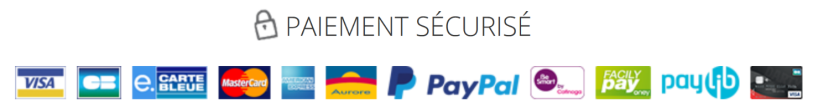 PAIEMENT SÉCURISÉ
VISA CB e. CARTE BLEUE MasterCard AMERICAN EXPRESS Aurore PayPal Be Smart by Cofinoga FACILY pay oney paylib VISA